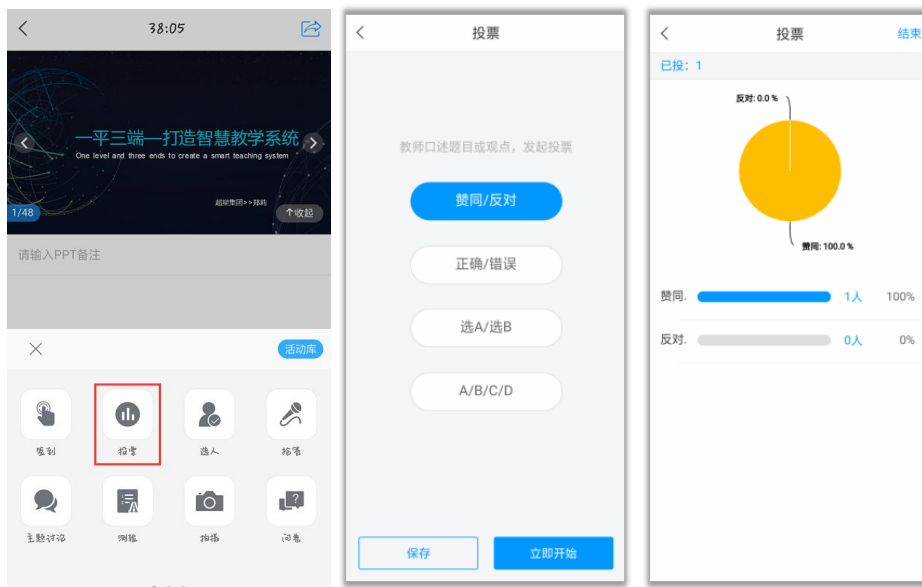 38:05
一平三端—打造智慧教学系统
One level and three ends to create a smart teaching system
超星集团>>郑莉
1/48
个收起
请输入PPT备注
活动库
签到
投票
选人
抢答
主题讨论
测验
拍摄
问卷
投票
教师口述题目或观点，发起投票
赞同/反对
正确/错误
选A/选B
A/B/C/D
保存
立即开始
投票
结束
已投：1
反对: 0.0 %
赞同: 100.0 %
赞同. 1人 100%
反对. 0人 0%